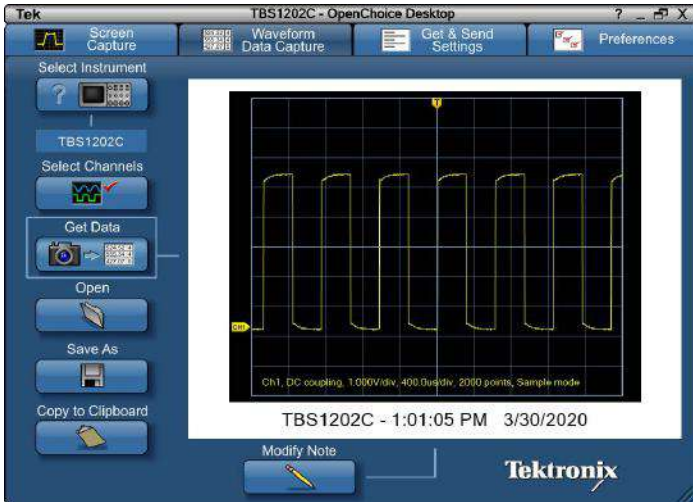 Tek TBS1202C - OpenChoice Desktop ?
Screen Capture
Waveform Data Capture
Get & Send Settings
Preferences
Select Instrument
?
TBS1202C
Select Channels
Get Data
Open
Save As
Copy to Clipboard
T
CH1
Ch1, DC coupling, 1.000V/div, 400.0us/div, 2000 points, Sample mode
TBS1202C - 1:01:05 PM 3/30/2020
Modify Note
Tektronix